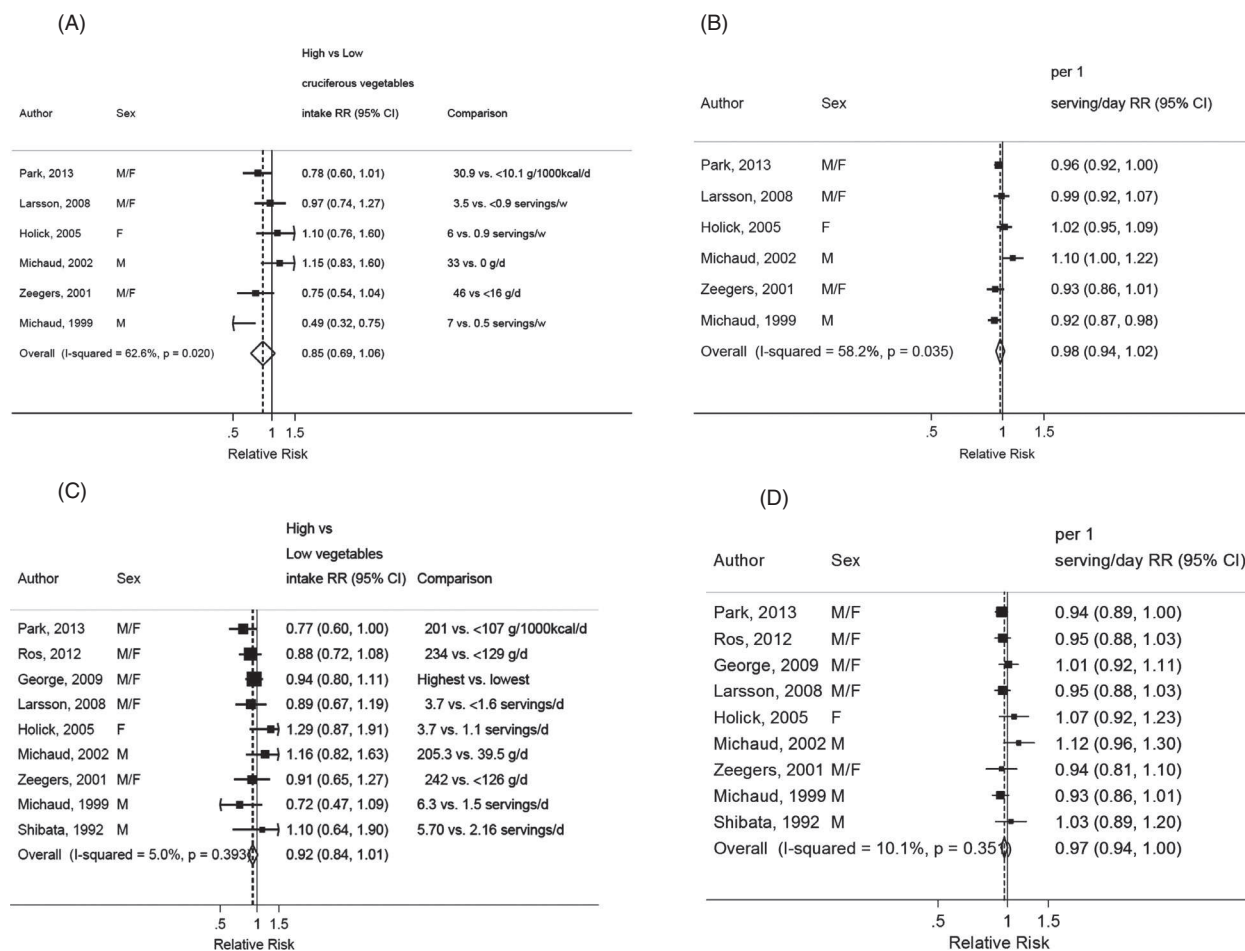 (A)
High vs Low
cruciferous vegetables
Author Sex intake RR (95% CI) Comparison
Park, 2013 M/F 0.78 (0.60, 1.01) 30.9 vs. <10.1 g/1000kcal/d
Larsson, 2008 M/F 0.97 (0.74, 1.27) 3.5 vs. <0.9 servings/w
Holick, 2005 F 1.10 (0.76, 1.60) 6 vs. 0.9 servings/w
Michaud, 2002 M 1.15 (0.83, 1.60) 33 vs. 0 g/d
Zeegers, 2001 M/F 0.75 (0.54, 1.04) 46 vs <16 g/d
Michaud, 1999 M 0.49 (0.32, 0.75) 7 vs. 0.5 servings/w
Overall (I-squared = 62.6%, p = 0.020) 0.85 (0.69, 1.06)
.5 1 1.5
Relative Risk
(B)
per 1
Author Sex serving/day RR (95% CI)
Park, 2013 M/F 0.96 (0.92, 1.00)
Larsson, 2008 M/F 0.99 (0.92, 1.07)
Holick, 2005 F 1.02 (0.95, 1.09)
Michaud, 2002 M 1.10 (1.00, 1.22)
Zeegers, 2001 M/F 0.93 (0.86, 1.01)
Michaud, 1999 M 0.92 (0.87, 0.98)
Overall (I-squared = 58.2%, p = 0.035) 0.98 (0.94, 1.02)
.5 1 1.5
Relative Risk
(C)
High vs
Low vegetables
Author Sex intake RR (95% CI) Comparison
Park, 2013 M/F 0.77 (0.60, 1.00) 201 vs. <107 g/1000kcal/d
Ros, 2012 M/F 0.88 (0.72, 1.08) 234 vs. <129 g/d
George, 2009 M/F 0.94 (0.80, 1.11) Highest vs. lowest
Larsson, 2008 M/F 0.89 (0.67, 1.19) 3.7 vs. <1.6 servings/d
Holick, 2005 F 1.29 (0.87, 1.91) 3.7 vs. 1.1 servings/d
Michaud, 2002 M 1.16 (0.82, 1.63) 205.3 vs. 39.5 g/d
Zeegers, 2001 M/F 0.91 (0.65, 1.27) 242 vs. <126 g/d
Michaud, 1999 M 0.72 (0.47, 1.09) 6.3 vs. 1.5 servings/d
Shibata, 1992 M 1.10 (0.64, 1.90) 5.70 vs. 2.16 servings/d
Overall (I-squared = 5.0%, p = 0.393) 0.92 (0.84, 1.01)
.5 1 1.5
Relative Risk
(D)
per 1
Author Sex serving/day RR (95% CI)
Park, 2013 M/F 0.94 (0.89, 1.00)
Ros, 2012 M/F 0.95 (0.88, 1.03)
George, 2009 M/F 1.01 (0.92, 1.11)
Larsson, 2008 M/F 0.95 (0.88, 1.03)
Holick, 2005 F 1.07 (0.92, 1.23)
Michaud, 2002 M 1.12 (0.96, 1.30)
Zeegers, 2001 M/F 0.94 (0.81, 1.10)
Michaud, 1999 M 0.93 (0.86, 1.01)
Shibata, 1992 M 1.03 (0.89, 1.20)
Overall (I-squared = 10.1%, p = 0.351) 0.97 (0.94, 1.00)
.5 1 1.5
Relative Risk